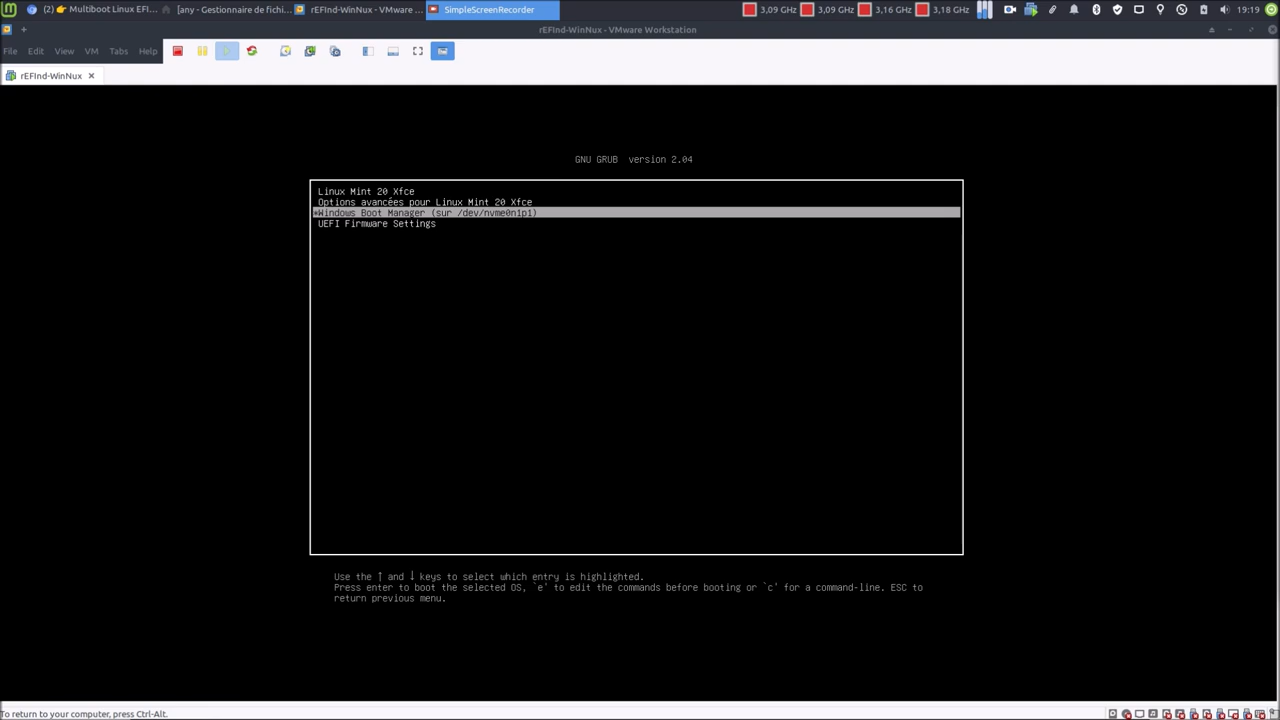 (2) 👉 Multiboot Linux EFI... [any - Gestionnaire de fichi... rEFInd-WinNux - VMware ... SimpleScreenRecorder 3,09 GHz 3,09 GHz 3,16 GHz 3,18 GHz 19:19
rEFInd-WinNux - VMware Workstation
File Edit View VM Tabs Help
rEFInd-WinNux
GNU GRUB version 2.04
Linux Mint 20 Xfce
Options avancées pour Linux Mint 20 Xfce
*Windows Boot Manager (sur /dev/nvme0n1p1)
UEFI Firmware Settings
Use the ↑ and ↓ keys to select which entry is highlighted.
Press enter to boot the selected OS, `e' to edit the commands before booting or `c' for a command-line. ESC to
return previous menu.
To return to your computer, press Ctrl-Alt.